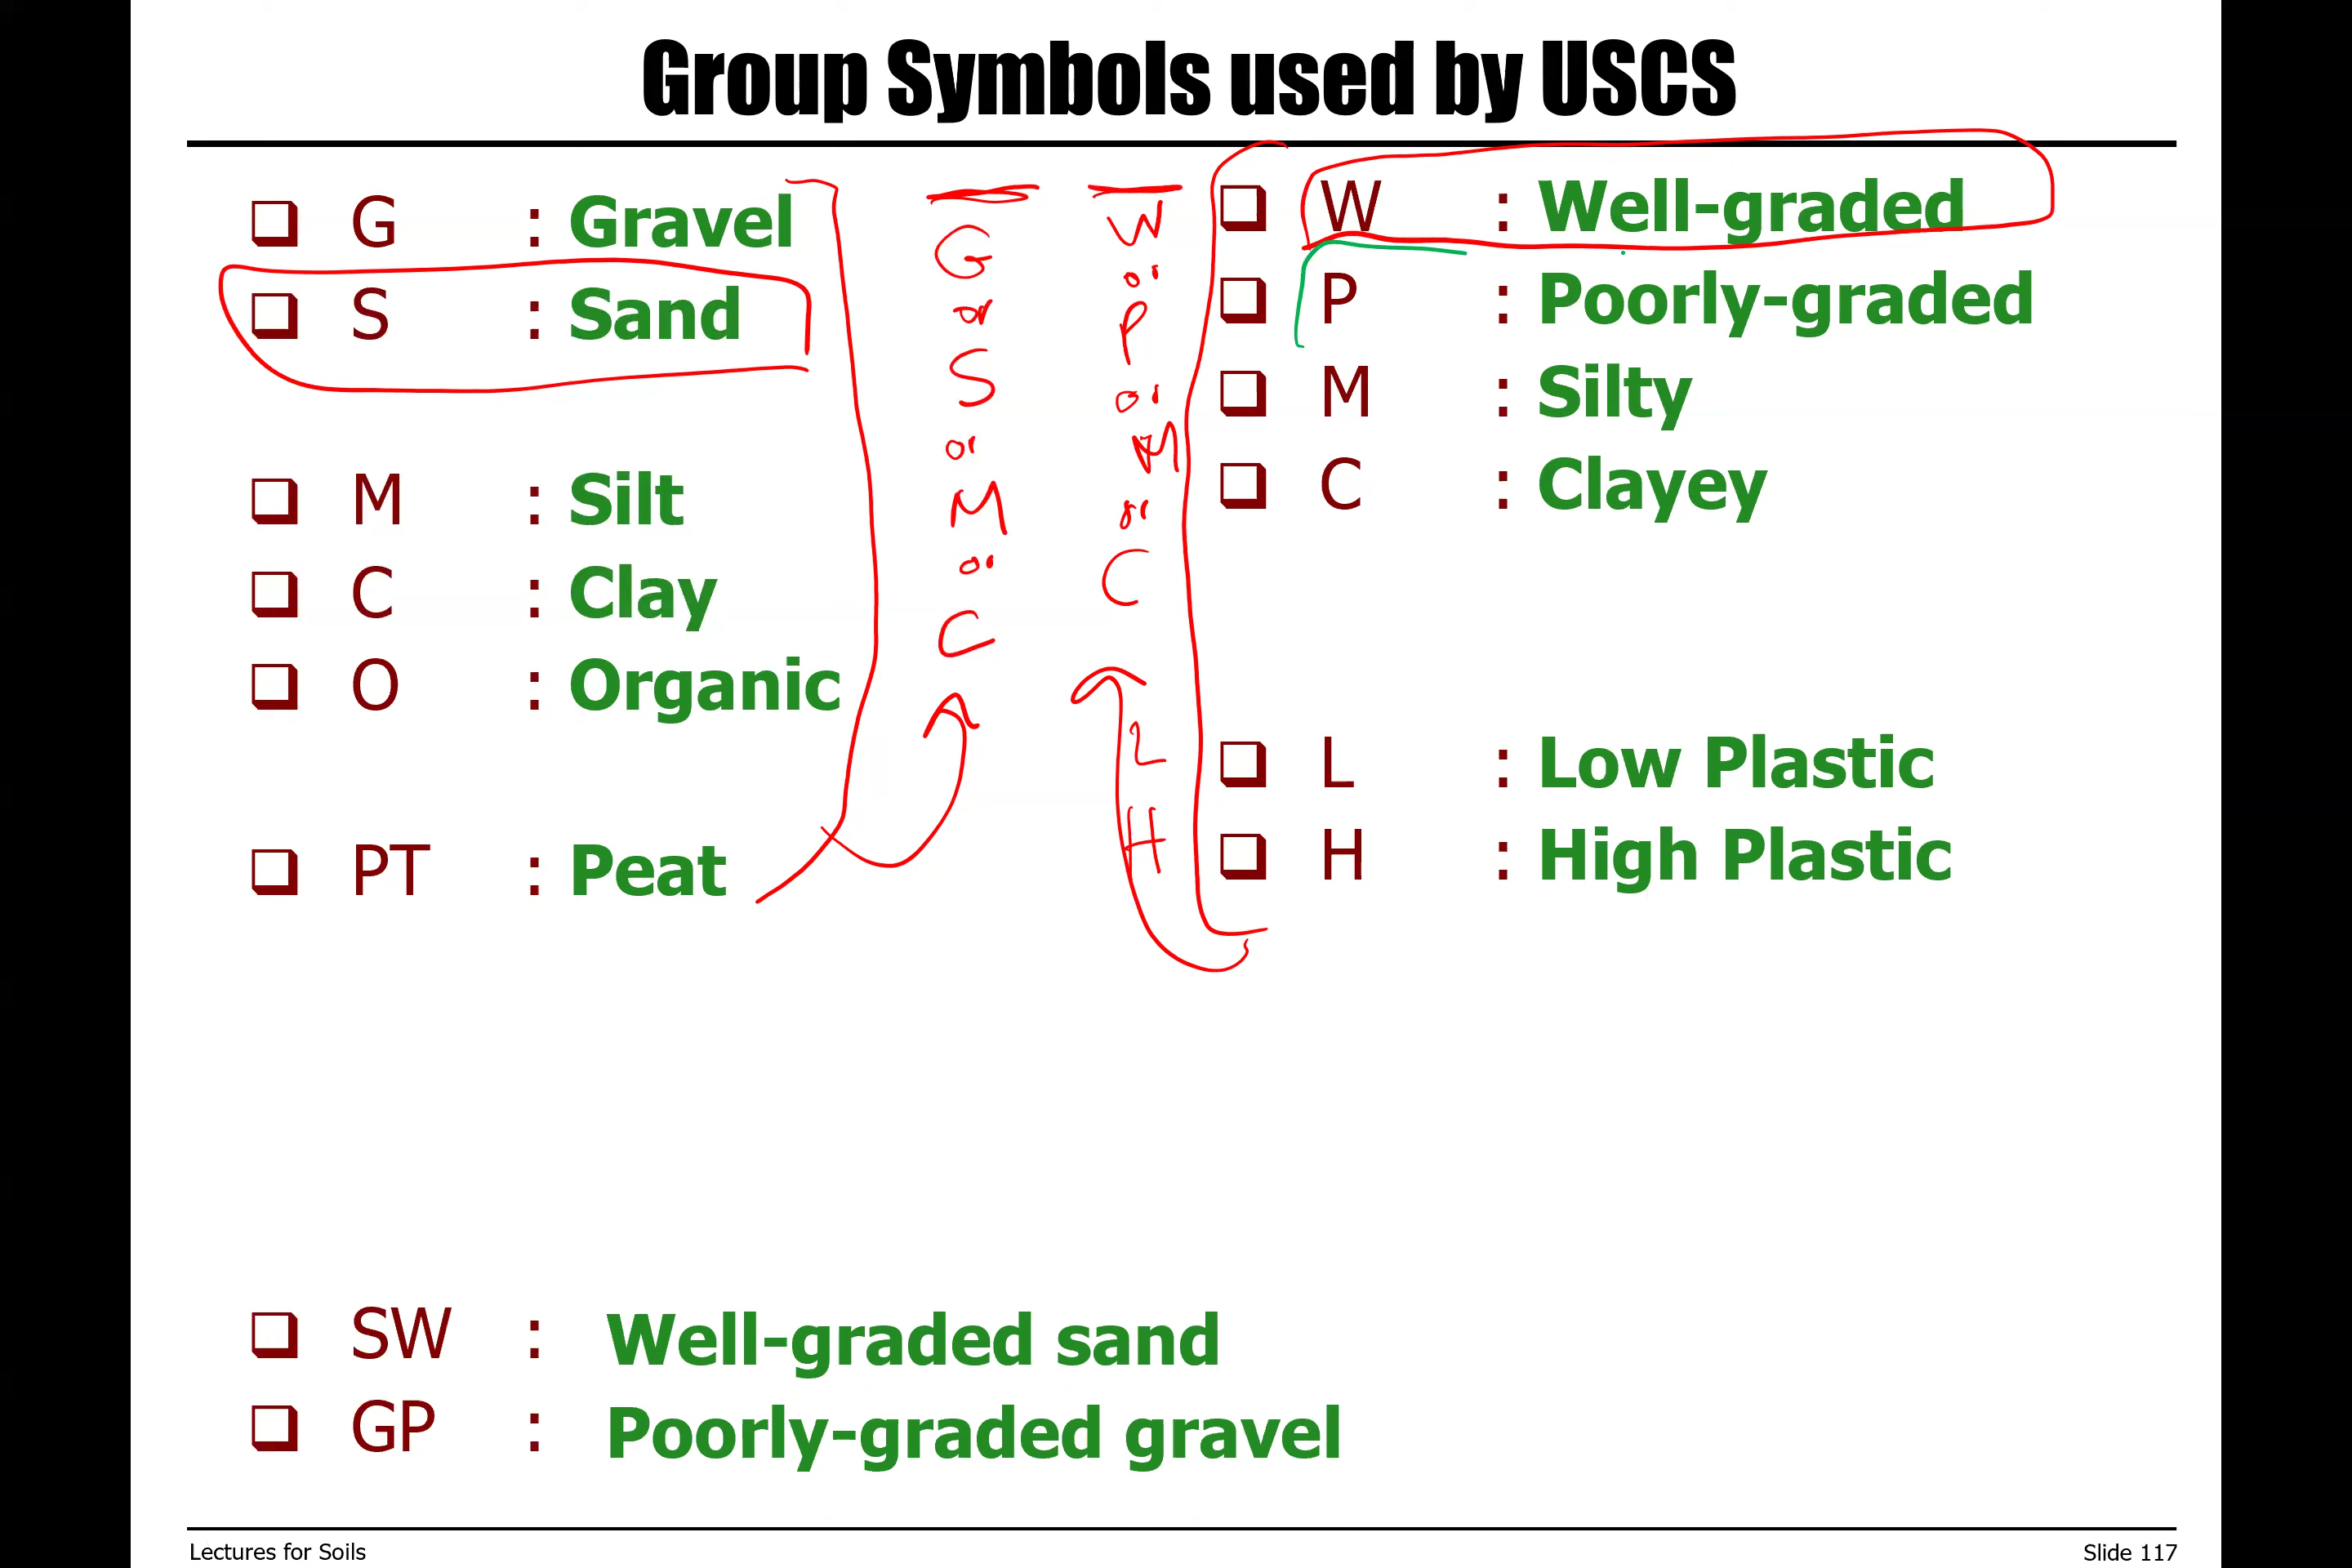 Group Symbols used by USCS
G : Gravel
S : Sand
M : Silt
C : Clay
O : Organic
PT : Peat
G
or
S
or
M
or
C
W
or
P
or
M
or
C
L
H
W : Well-graded
P : Poorly-graded
M : Silty
C : Clayey
L : Low Plastic
H : High Plastic
SW : Well-graded sand
GP : Poorly-graded gravel
Lectures for Soils
Slide 117